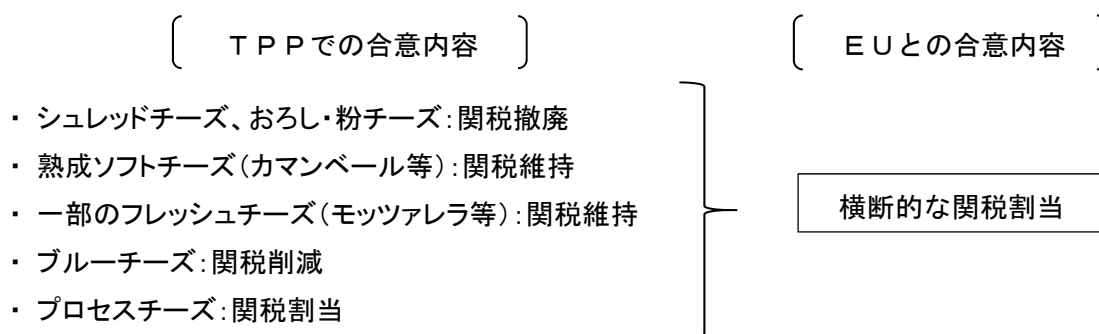 TPPでの合意内容
EUとの合意内容
・ シュレッドチーズ、おろし・粉チーズ：関税撤廃
・ 熟成ソフトチーズ（カマンベール等）：関税維持
・ 一部のフレッシュチーズ（モッツァレラ等）：関税維持
・ ブルーチーズ：関税削減
・ プロセスチーズ：関税割当
横断的な関税割当